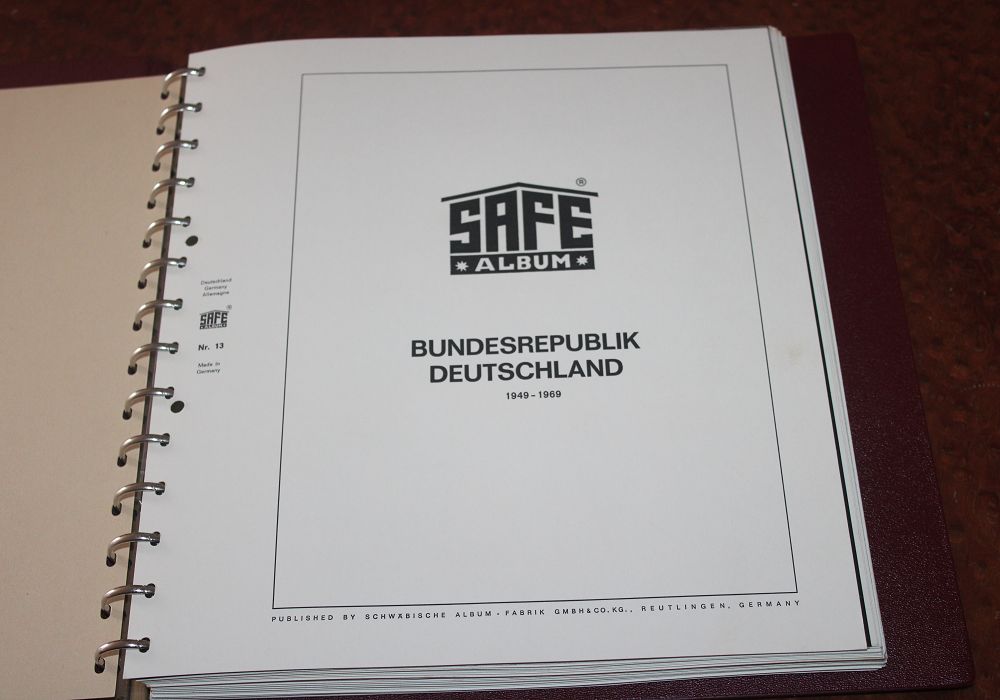 SAFE ®
ALBUM
BUNDESREPUBLIK
DEUTSCHLAND
1949 - 1969
Deutschland
Germany
Allemagne
SAFE ®
ALBUM
Nr. 13
Made in
Germany
PUBLISHED BY SCHWÄBISCHE ALBUM - FABRIK GMBH & CO. KG., REUTLINGEN, GERMANY